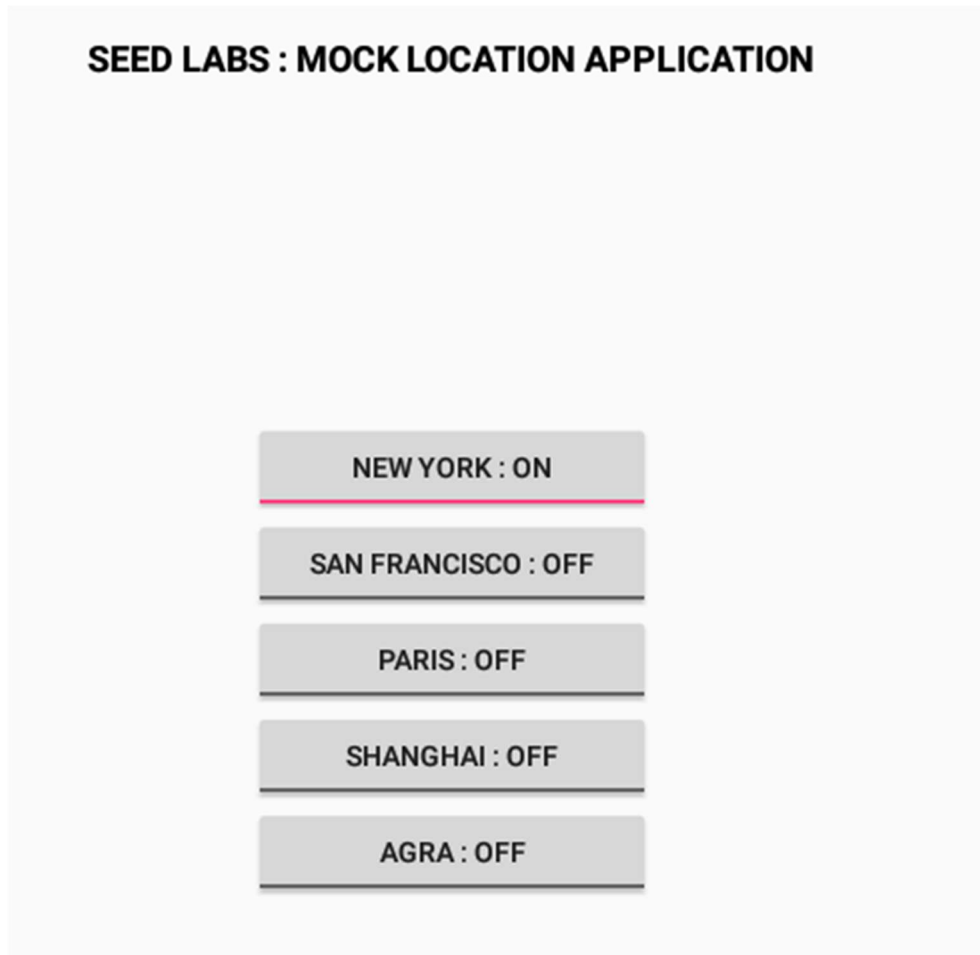 SEED LABS : MOCK LOCATION APPLICATION
NEW YORK : ON
SAN FRANCISCO : OFF
PARIS : OFF
SHANGHAI : OFF
AGRA : OFF